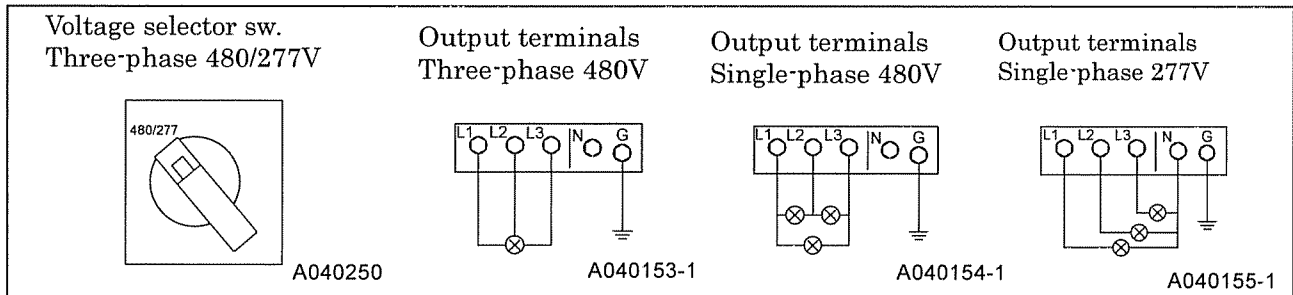 Voltage selector sw.
Three-phase 480/277V
480/277
A040250
Output terminals
Three-phase 480V
L1 L2 L3 N G
A040153-1
Output terminals
Single-phase 480V
L1 L2 L3 N G
A040154-1
Output terminals
Single-phase 277V
L1 L2 L3 N G
A040155-1